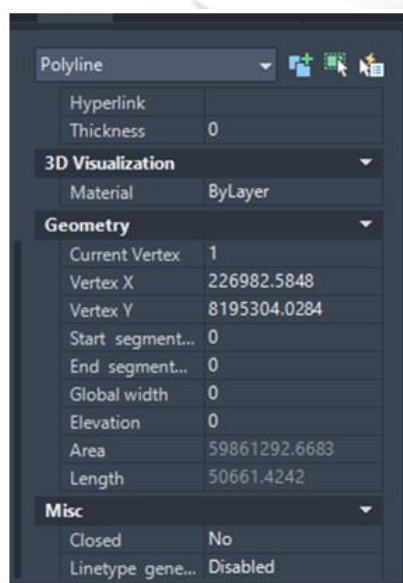 Polyline
Hyperlink
Thickness 0
3D Visualization
Material ByLayer
Geometry
Current Vertex 1
Vertex X 226982.5848
Vertex Y 8195304.0284
Start segment... 0
End segment... 0
Global width 0
Elevation 0
Area 59861292.6683
Length 50661.4242
Misc
Closed No
Linetype gene... Disabled